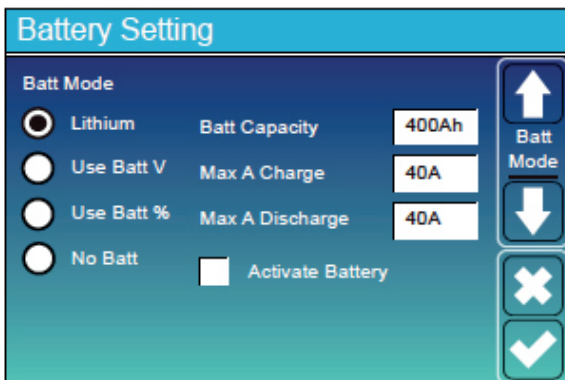 Battery Setting
Batt Mode
Lithium
Batt Capacity 400Ah
Use Batt V
Max A Charge 40A
Use Batt %
Max A Discharge 40A
No Batt
Activate Battery
Batt
Mode